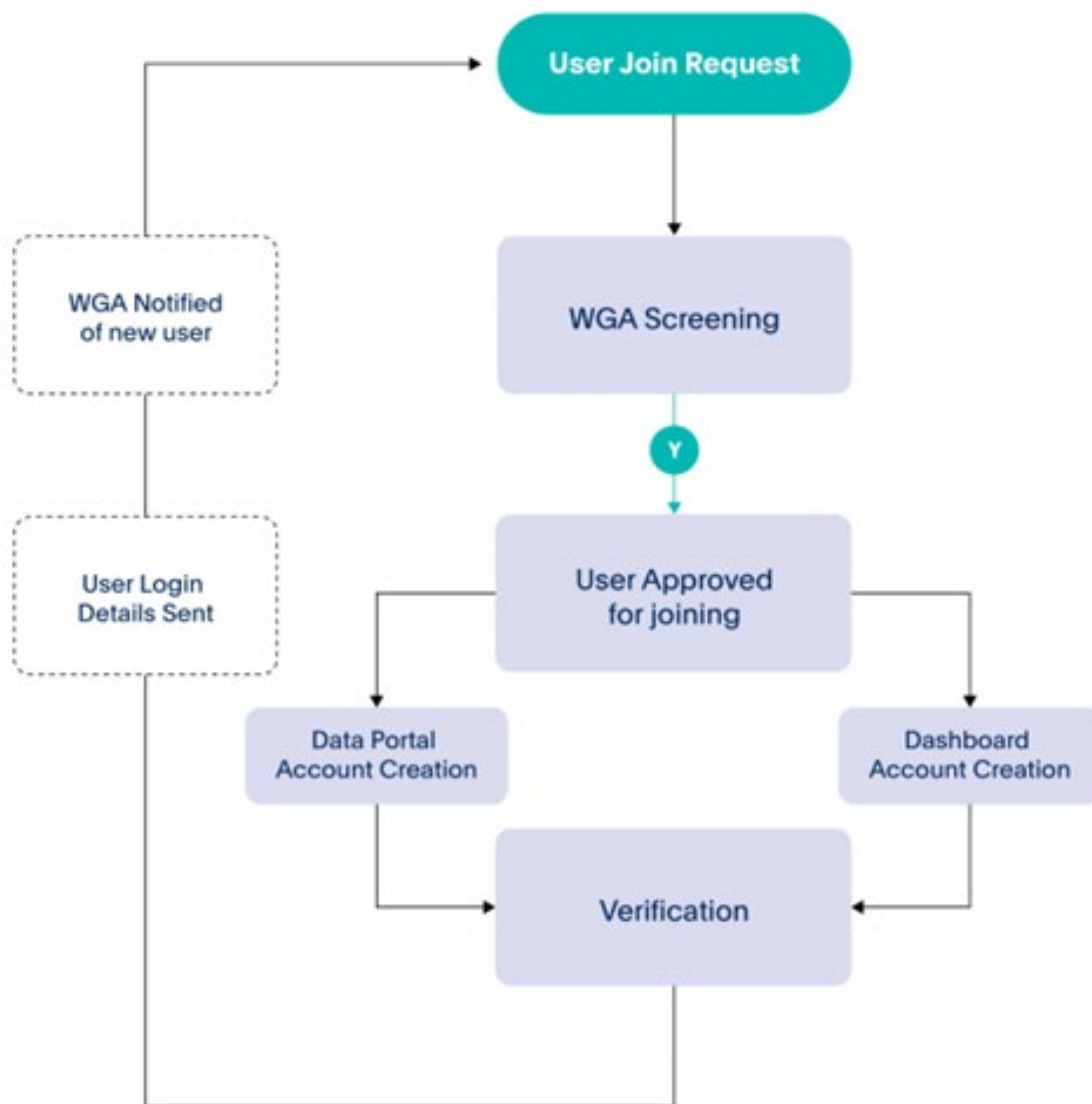 User Join Request
WGA Notified
of new user
WGA Screening
Y
User Login
Details Sent
User Approved
for joining
Data Portal
Account Creation
Dashboard
Account Creation
Verification